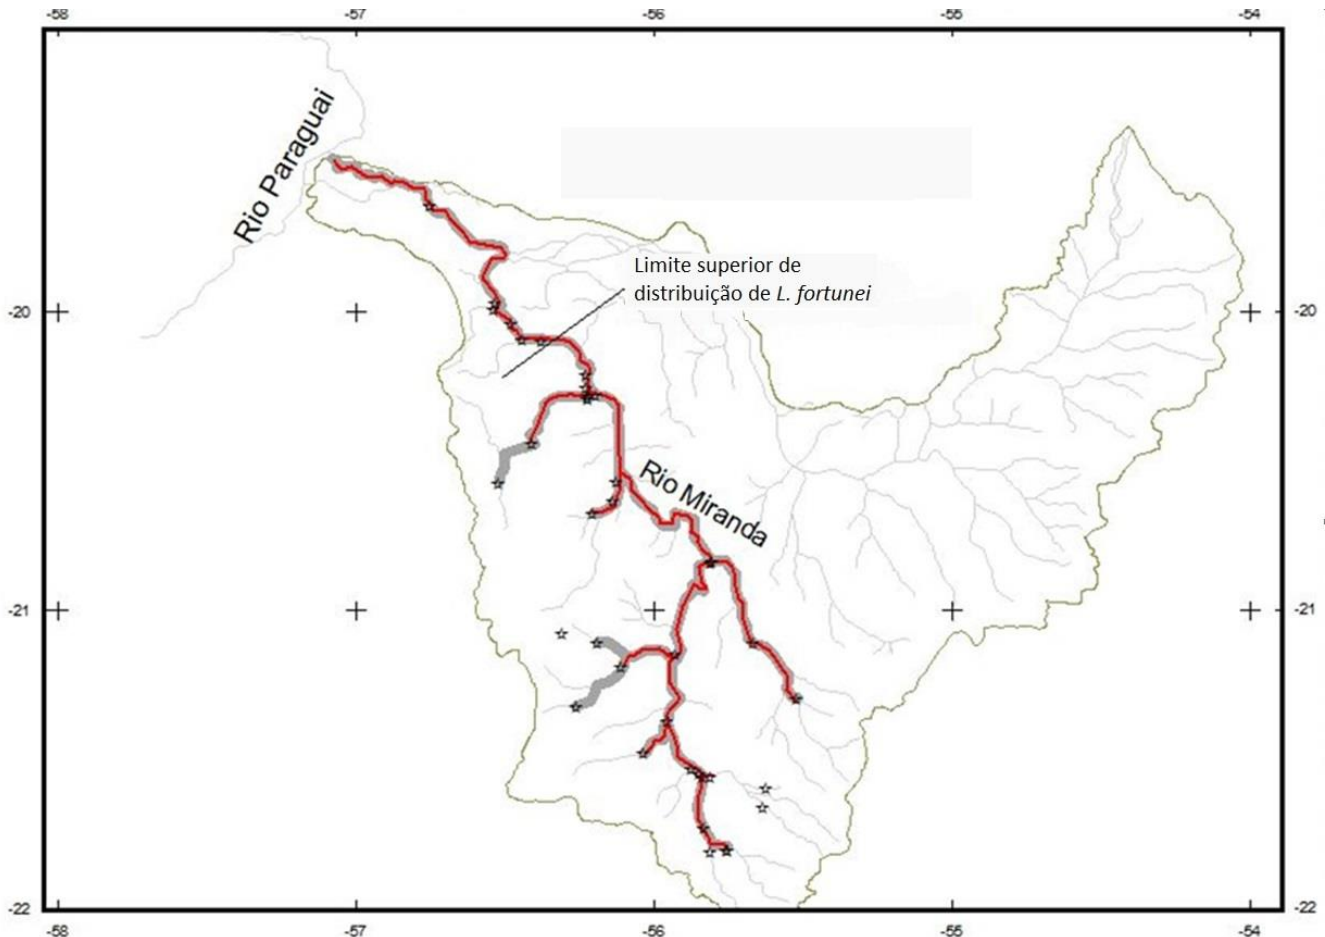 -58 -57 -56 -55 -54
Rio Paraguai
Limite superior de
distribuição de L. fortunei
-20 -20
Rio Miranda
-21 -21
-22 -22
-58 -57 -56 -55 -54